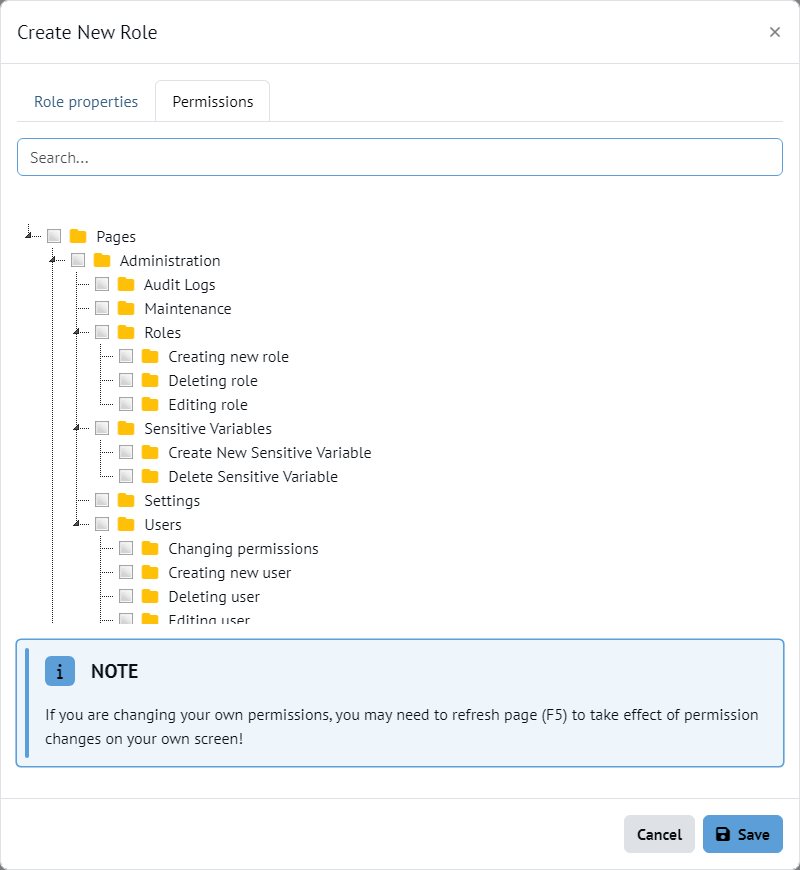 Create New Role
×
Role properties
Permissions
Search...
Pages
Administration
Audit Logs
Maintenance
Roles
Creating new role
Deleting role
Editing role
Sensitive Variables
Create New Sensitive Variable
Delete Sensitive Variable
Settings
Users
Changing permissions
Creating new user
Deleting user
Editing user
i NOTE
If you are changing your own permissions, you may need to refresh page (F5) to take effect of permission
changes on your own screen!
Cancel
Save